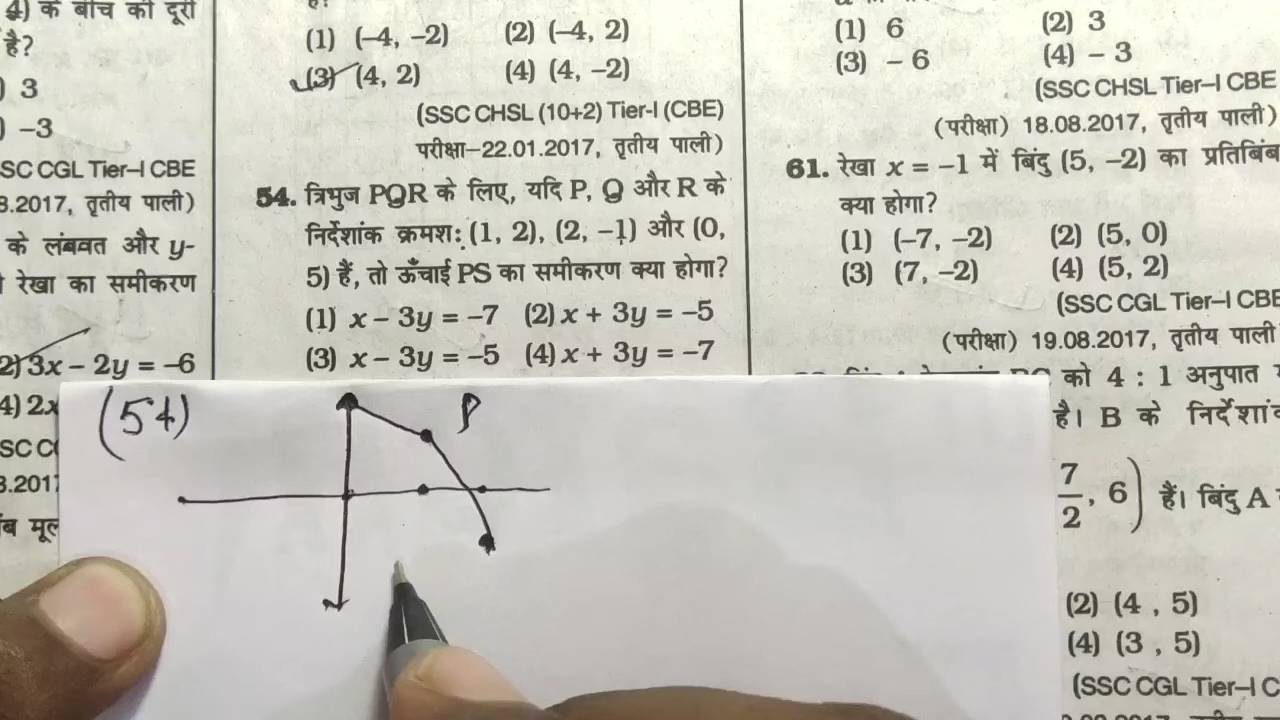 4) के बीच की दूरी
है?
) 3
) –3
SC CGL Tier–I CBE
8.2017, तृतीय पाली)
के लंबवत और y-
रेखा का समीकरण
2) 3x – 2y = –6
4) 2x
SC C
8.201
ब मूल
(1) (–4, –2) (2) (–4, 2)
(3) (4, 2) (4) (4, –2)
(SSC CHSL (10+2) Tier-I (CBE)
परीक्षा–22.01.2017, तृतीय पाली)
54. त्रिभुज PQR के लिए, यदि P, Q और R के
निर्देशांक क्रमश: (1, 2), (2, –1) और (0,
5) हैं, तो ऊँचाई PS का समीकरण क्या होगा?
(1) x – 3y = –7 (2) x + 3y = –5
(3) x – 3y = –5 (4) x + 3y = –7
(54)
P
(1) 6 (2) 3
(3) – 6 (4) – 3
(SSC CHSL Tier–I CBE
(परीक्षा) 18.08.2017, तृतीय पाली)
61. रेखा x = –1 में बिंदु (5, –2) का प्रतिबिंब
क्या होगा?
(1) (–7, –2) (2) (5, 0)
(3) (7, –2) (4) (5, 2)
(SSC CGL Tier–I CBE
(परीक्षा) 19.08.2017, तृतीय पाली
को 4 : 1 अनुपात
है। B के निर्देशांक
7/2, 6) हैं। बिंदु A
(2) (4 , 5)
(4) (3 , 5)
(SSC CGL Tier–I C